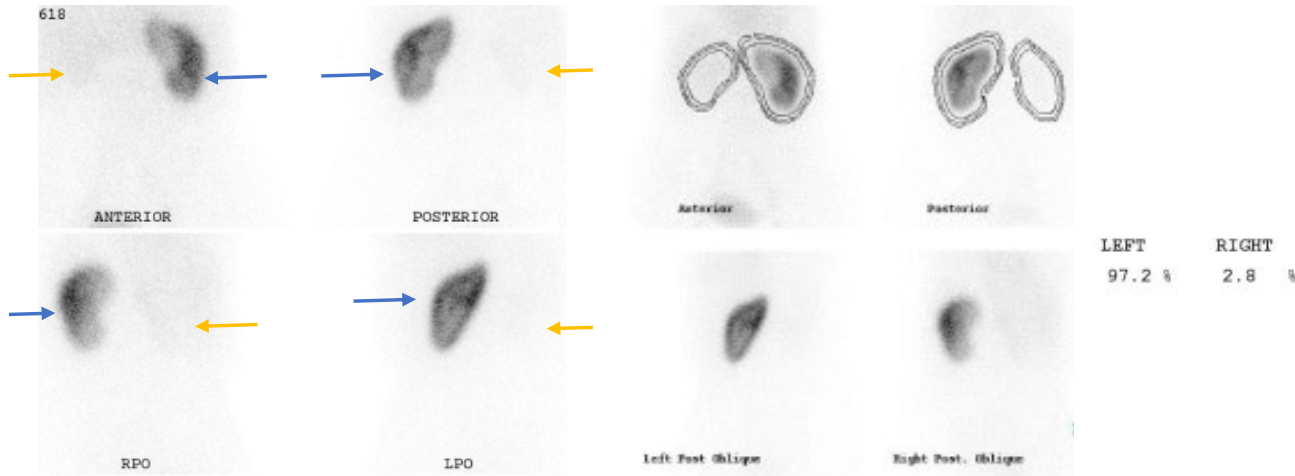 618
ANTERIOR
POSTERIOR
RPO
LPO
Anterior
Posterior
Left Post Oblique
Right Post. Oblique
LEFT RIGHT
97.2 % 2.8 %